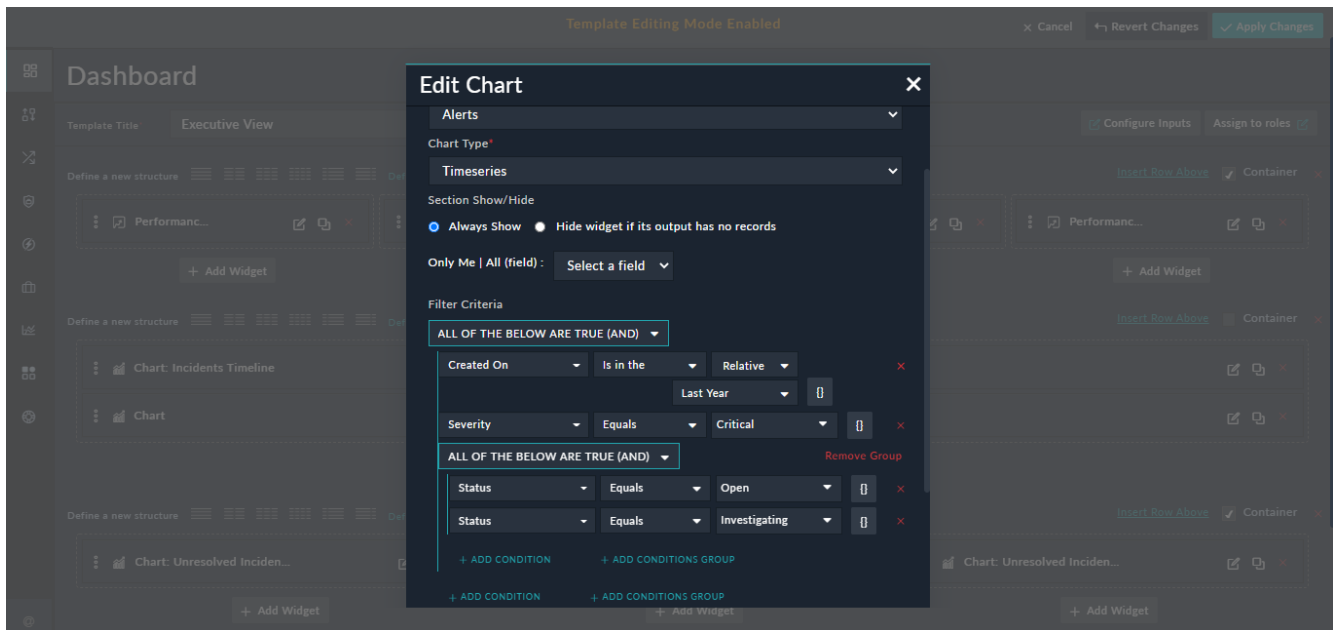 Template Editing Mode Enabled
× Cancel
Revert Changes
Apply Changes
Dashboard
Template Title
Executive View
Configure Inputs
Assign to roles
Define a new structure
Insert Row Above
Container
Performanc...
Performanc...
+ Add Widget
+ Add Widget
Define a new structure
Insert Row Above
Container
Chart: Incidents Timeline
Chart
Define a new structure
Insert Row Above
Container
Chart: Unresolved Inciden...
Chart: Unresolved Inciden...
+ Add Widget
+ Add Widget
+ Add Widget
Edit Chart
Alerts
Chart Type*
Timeseries
Section Show/Hide
Always Show
Hide widget if its output has no records
Only Me | All (field) :
Select a field
Filter Criteria
ALL OF THE BELOW ARE TRUE (AND)
Created On Is in the Relative
Last Year {}
Severity Equals Critical {}
ALL OF THE BELOW ARE TRUE (AND) Remove Group
Status Equals Open {}
Status Equals Investigating {}
+ ADD CONDITION + ADD CONDITIONS GROUP
+ ADD CONDITION + ADD CONDITIONS GROUP